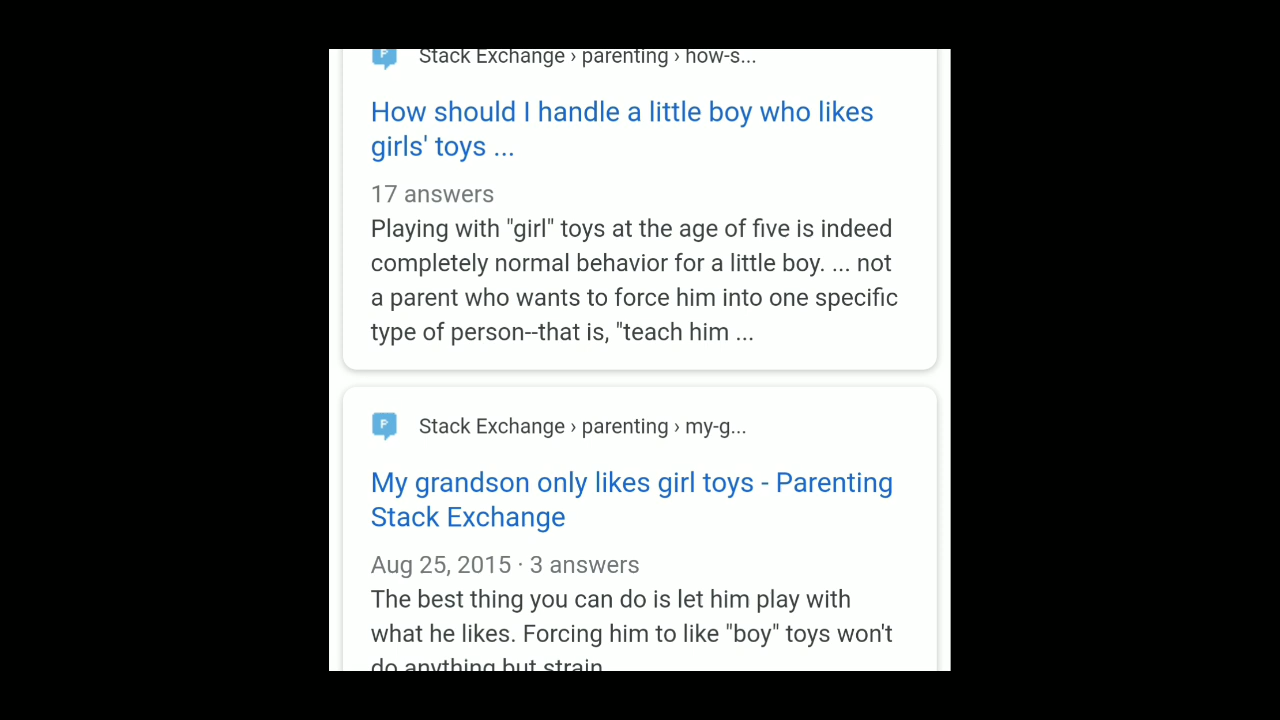 Stack Exchange › parenting › how-s...
How should I handle a little boy who likes
girls' toys ...
17 answers
Playing with "girl" toys at the age of five is indeed
completely normal behavior for a little boy. ... not
a parent who wants to force him into one specific
type of person--that is, "teach him ...
P
Stack Exchange › parenting › my-g...
My grandson only likes girl toys - Parenting
Stack Exchange
Aug 25, 2015 · 3 answers
The best thing you can do is let him play with
what he likes. Forcing him to like "boy" toys won't
do anything but strain